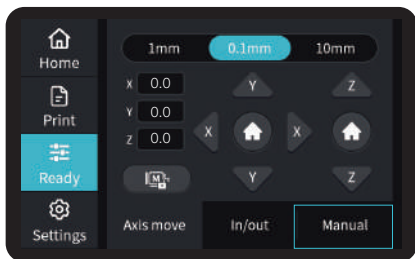 Home
Print
Ready
Settings
1mm 0.1mm 10mm
X 0.0
Y 0.0
Z 0.0
M
Y Z
X X
Y Z
Axis move In/out Manual